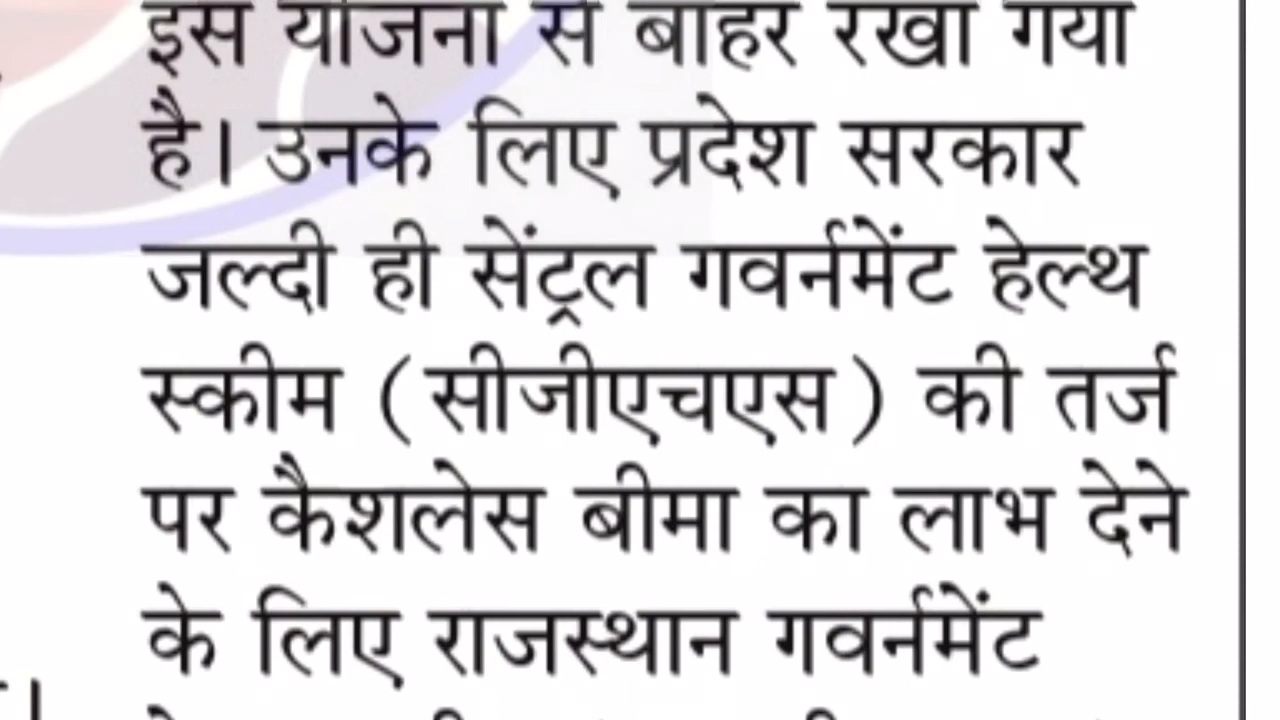 इस योजना से बाहर रखा गया
है। उनके लिए प्रदेश सरकार
जल्दी ही सेंट्रल गवर्नमेंट हेल्थ
स्कीम (सीजीएचएस) की तर्ज
पर कैशलेस बीमा का लाभ देने
के लिए राजस्थान गवर्नमेंट